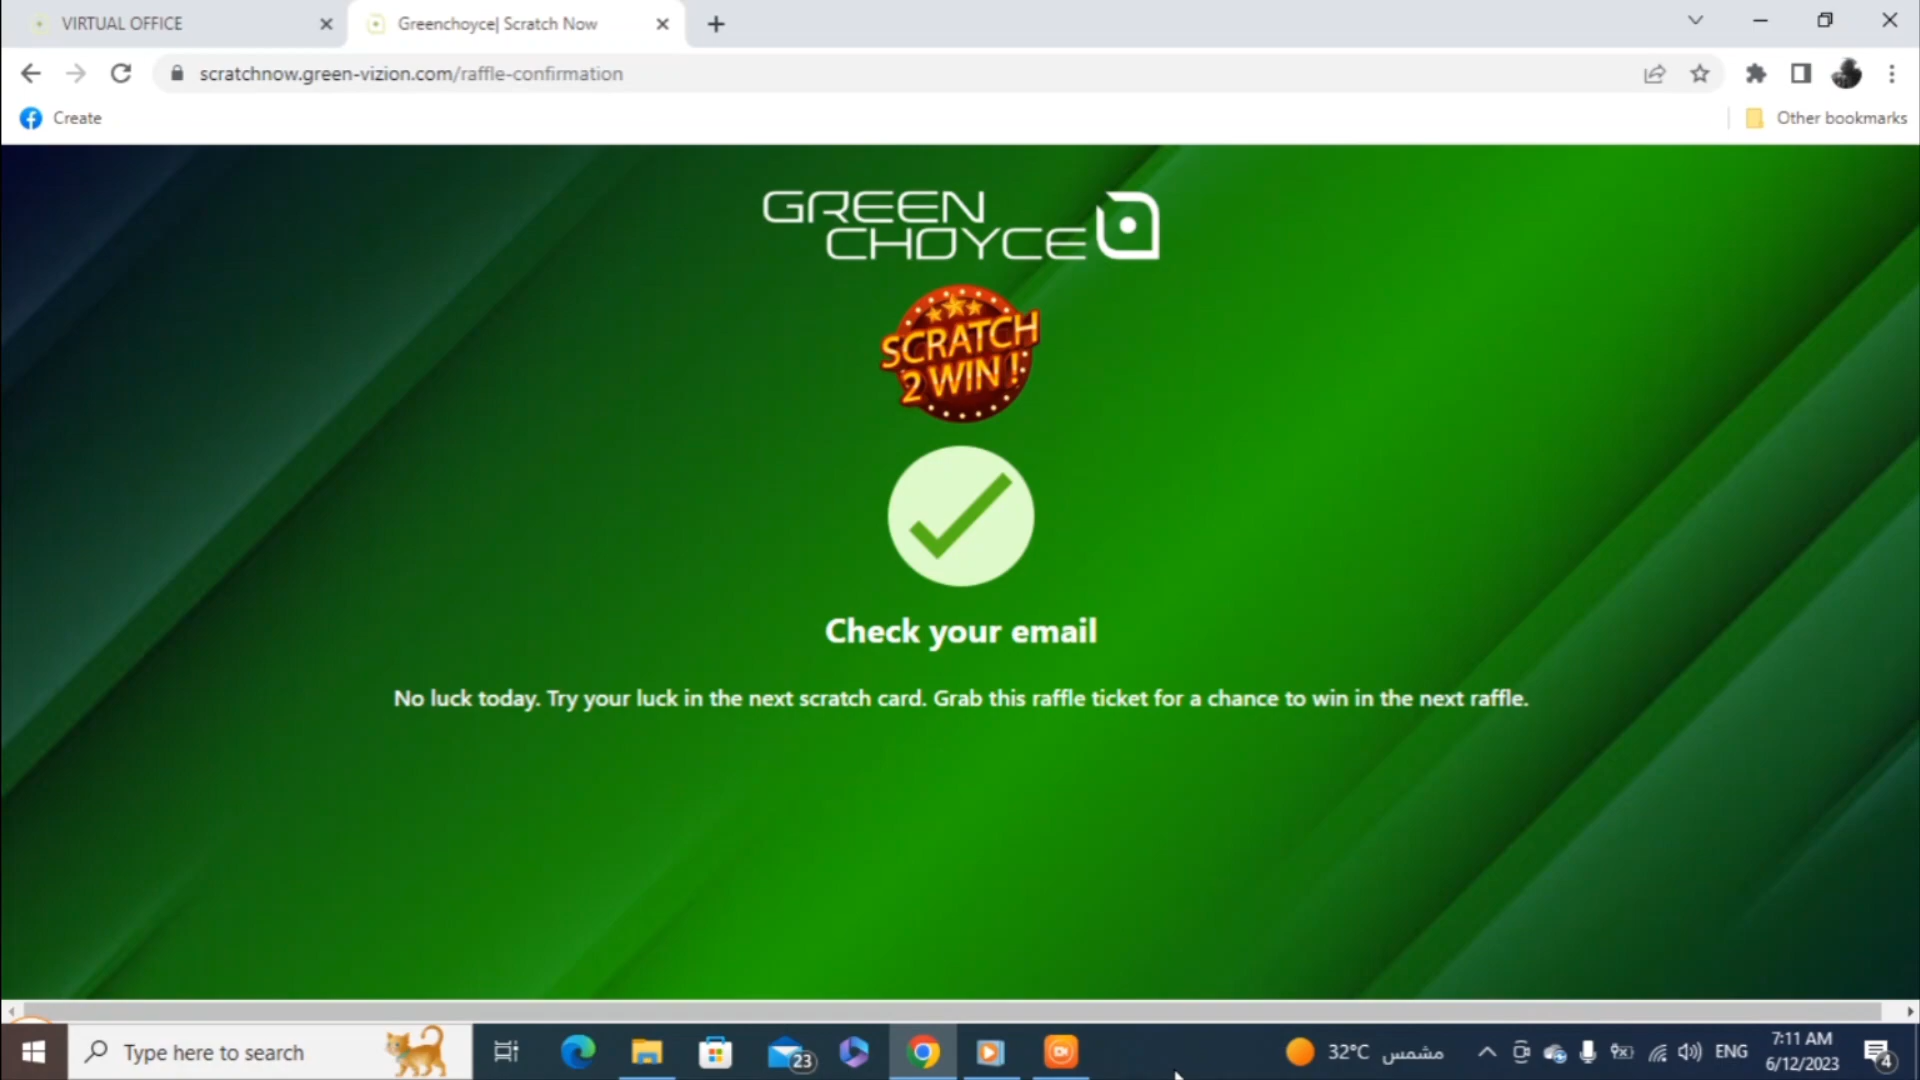 VIRTUAL OFFICE
Greenchoyce| Scratch Now
scratchnow.green-vizion.com/raffle-confirmation
Create
Other bookmarks
GREEN
CHOYCE
SCRATCH
2 WIN !
Check your email
No luck today. Try your luck in the next scratch card. Grab this raffle ticket for a chance to win in the next raffle.
Type here to search
23
32°C مشمس
ENG
7:11 AM
6/12/2023
4